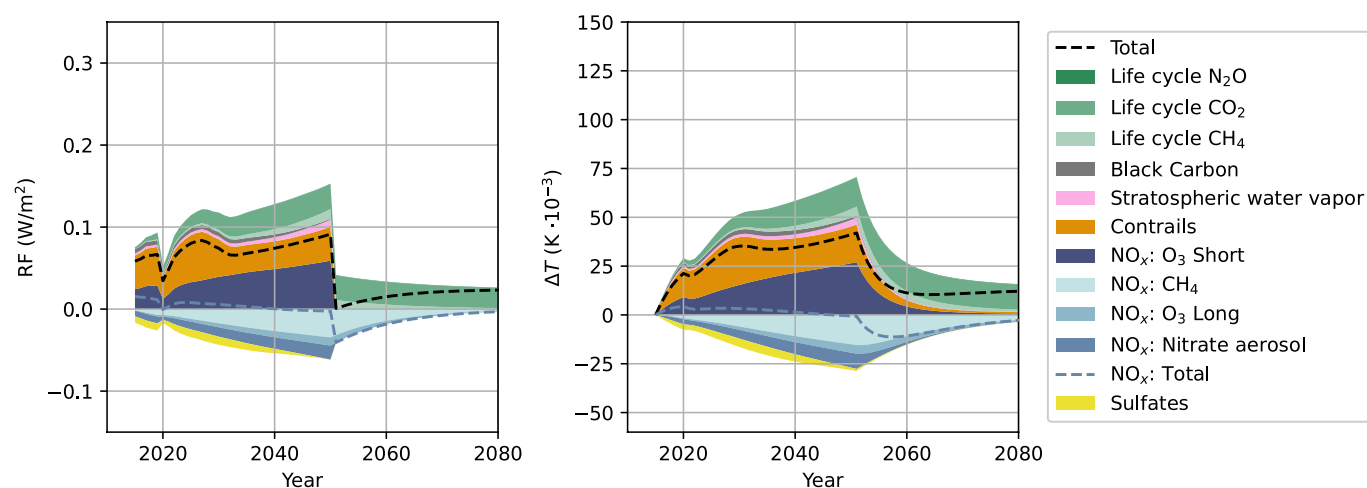 0.3
0.2
0.1
0.0
−0.1
RF (W/m²)
2020 2040 2060 2080
Year
150
125
100
75
50
25
0
−25
−50
ΔT (K ·10⁻³)
2020 2040 2060 2080
Year
Total
Life cycle N₂O
Life cycle CO₂
Life cycle CH₄
Black Carbon
Stratospheric water vapor
Contrails
NOₓ: O₃ Short
NOₓ: CH₄
NOₓ: O₃ Long
NOₓ: Nitrate aerosol
NOₓ: Total
Sulfates